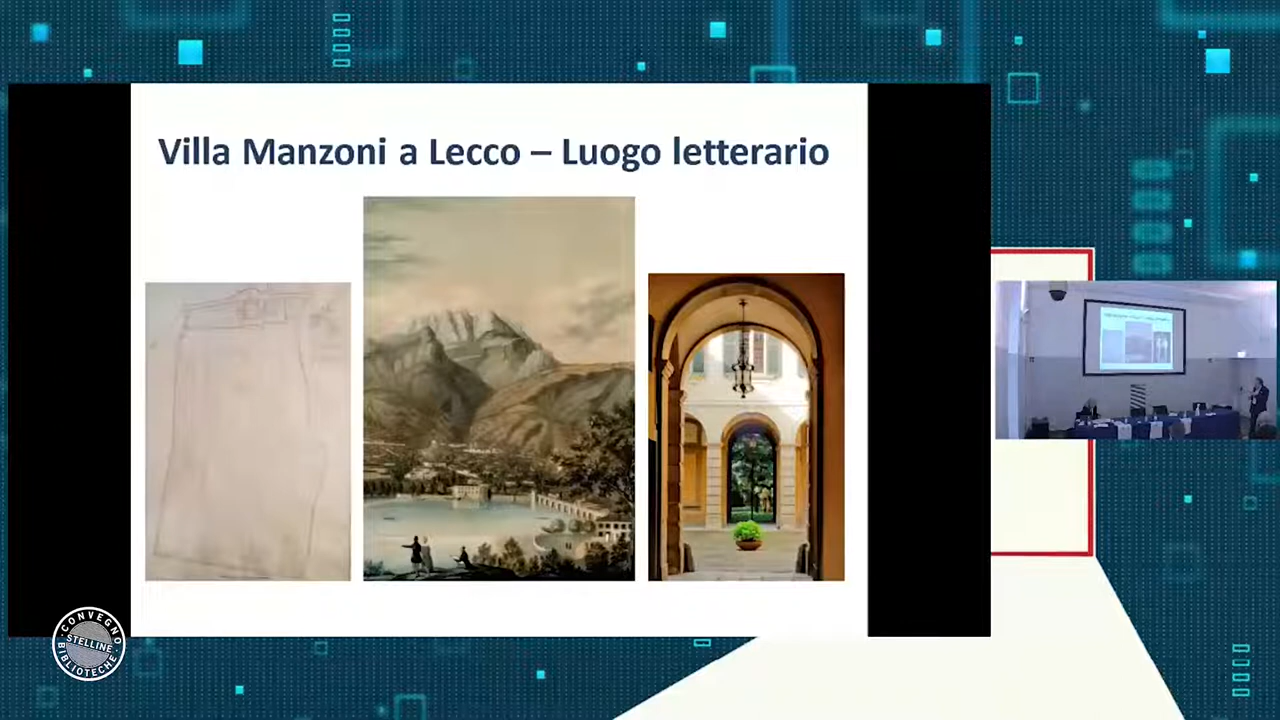 Villa Manzoni a Lecco – Luogo letterario
CONVEGNO
STELLINE
BIBLIOTECHE